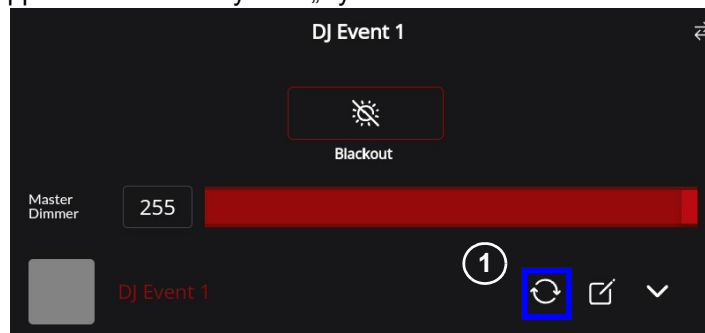 DJ Event 1
Blackout
Master
Dimmer
255
1
DJ Event 1